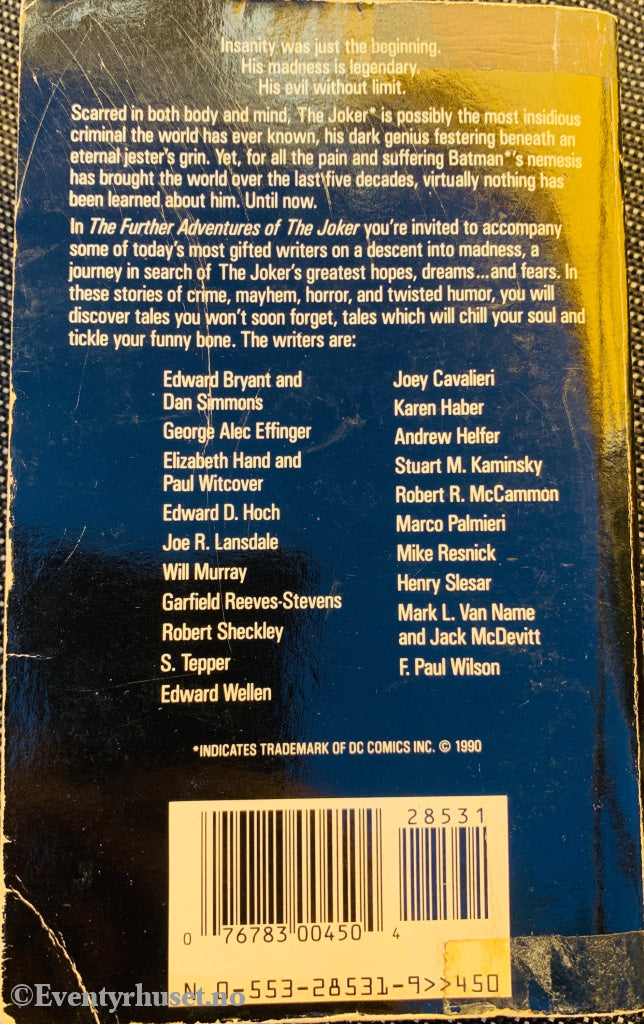 Insanity was just the beginning.
His madness is legendary.
His evil without limit.
Scarred in both body and mind, The Joker* is possibly the most insidious
criminal the world has ever known, his dark genius festering beneath an
eternal jester's grin. Yet, for all the pain and suffering Batman*'s nemesis
has brought the world over the last five decades, virtually nothing has
been learned about him. Until now.
In The Further Adventures of The Joker you're invited to accompany
some of today's most gifted writers on a descent into madness, a
journey in search of The Joker's greatest hopes, dreams...and fears. In
these stories of crime, mayhem, horror, and twisted humor, you will
discover tales you won't soon forget, tales which will chill your soul and
tickle your funny bone. The writers are:
Edward Bryant and
Dan Simmons
George Alec Effinger
Elizabeth Hand and
Paul Witcover
Edward D. Hoch
Joe R. Lansdale
Will Murray
Garfield Reeves-Stevens
Robert Sheckley
S. Tepper
Edward Wellen
Joey Cavalieri
Karen Haber
Andrew Helfer
Stuart M. Kaminsky
Robert R. McCammon
Marco Palmieri
Mike Resnick
Henry Slesar
Mark L. Van Name
and Jack McDevitt
F. Paul Wilson
*INDICATES TRADEMARK OF DC COMICS INC. © 1990
28531
0 76783 00450 4
N 0-553-28531-9>>450
©Eventyrhuset.no